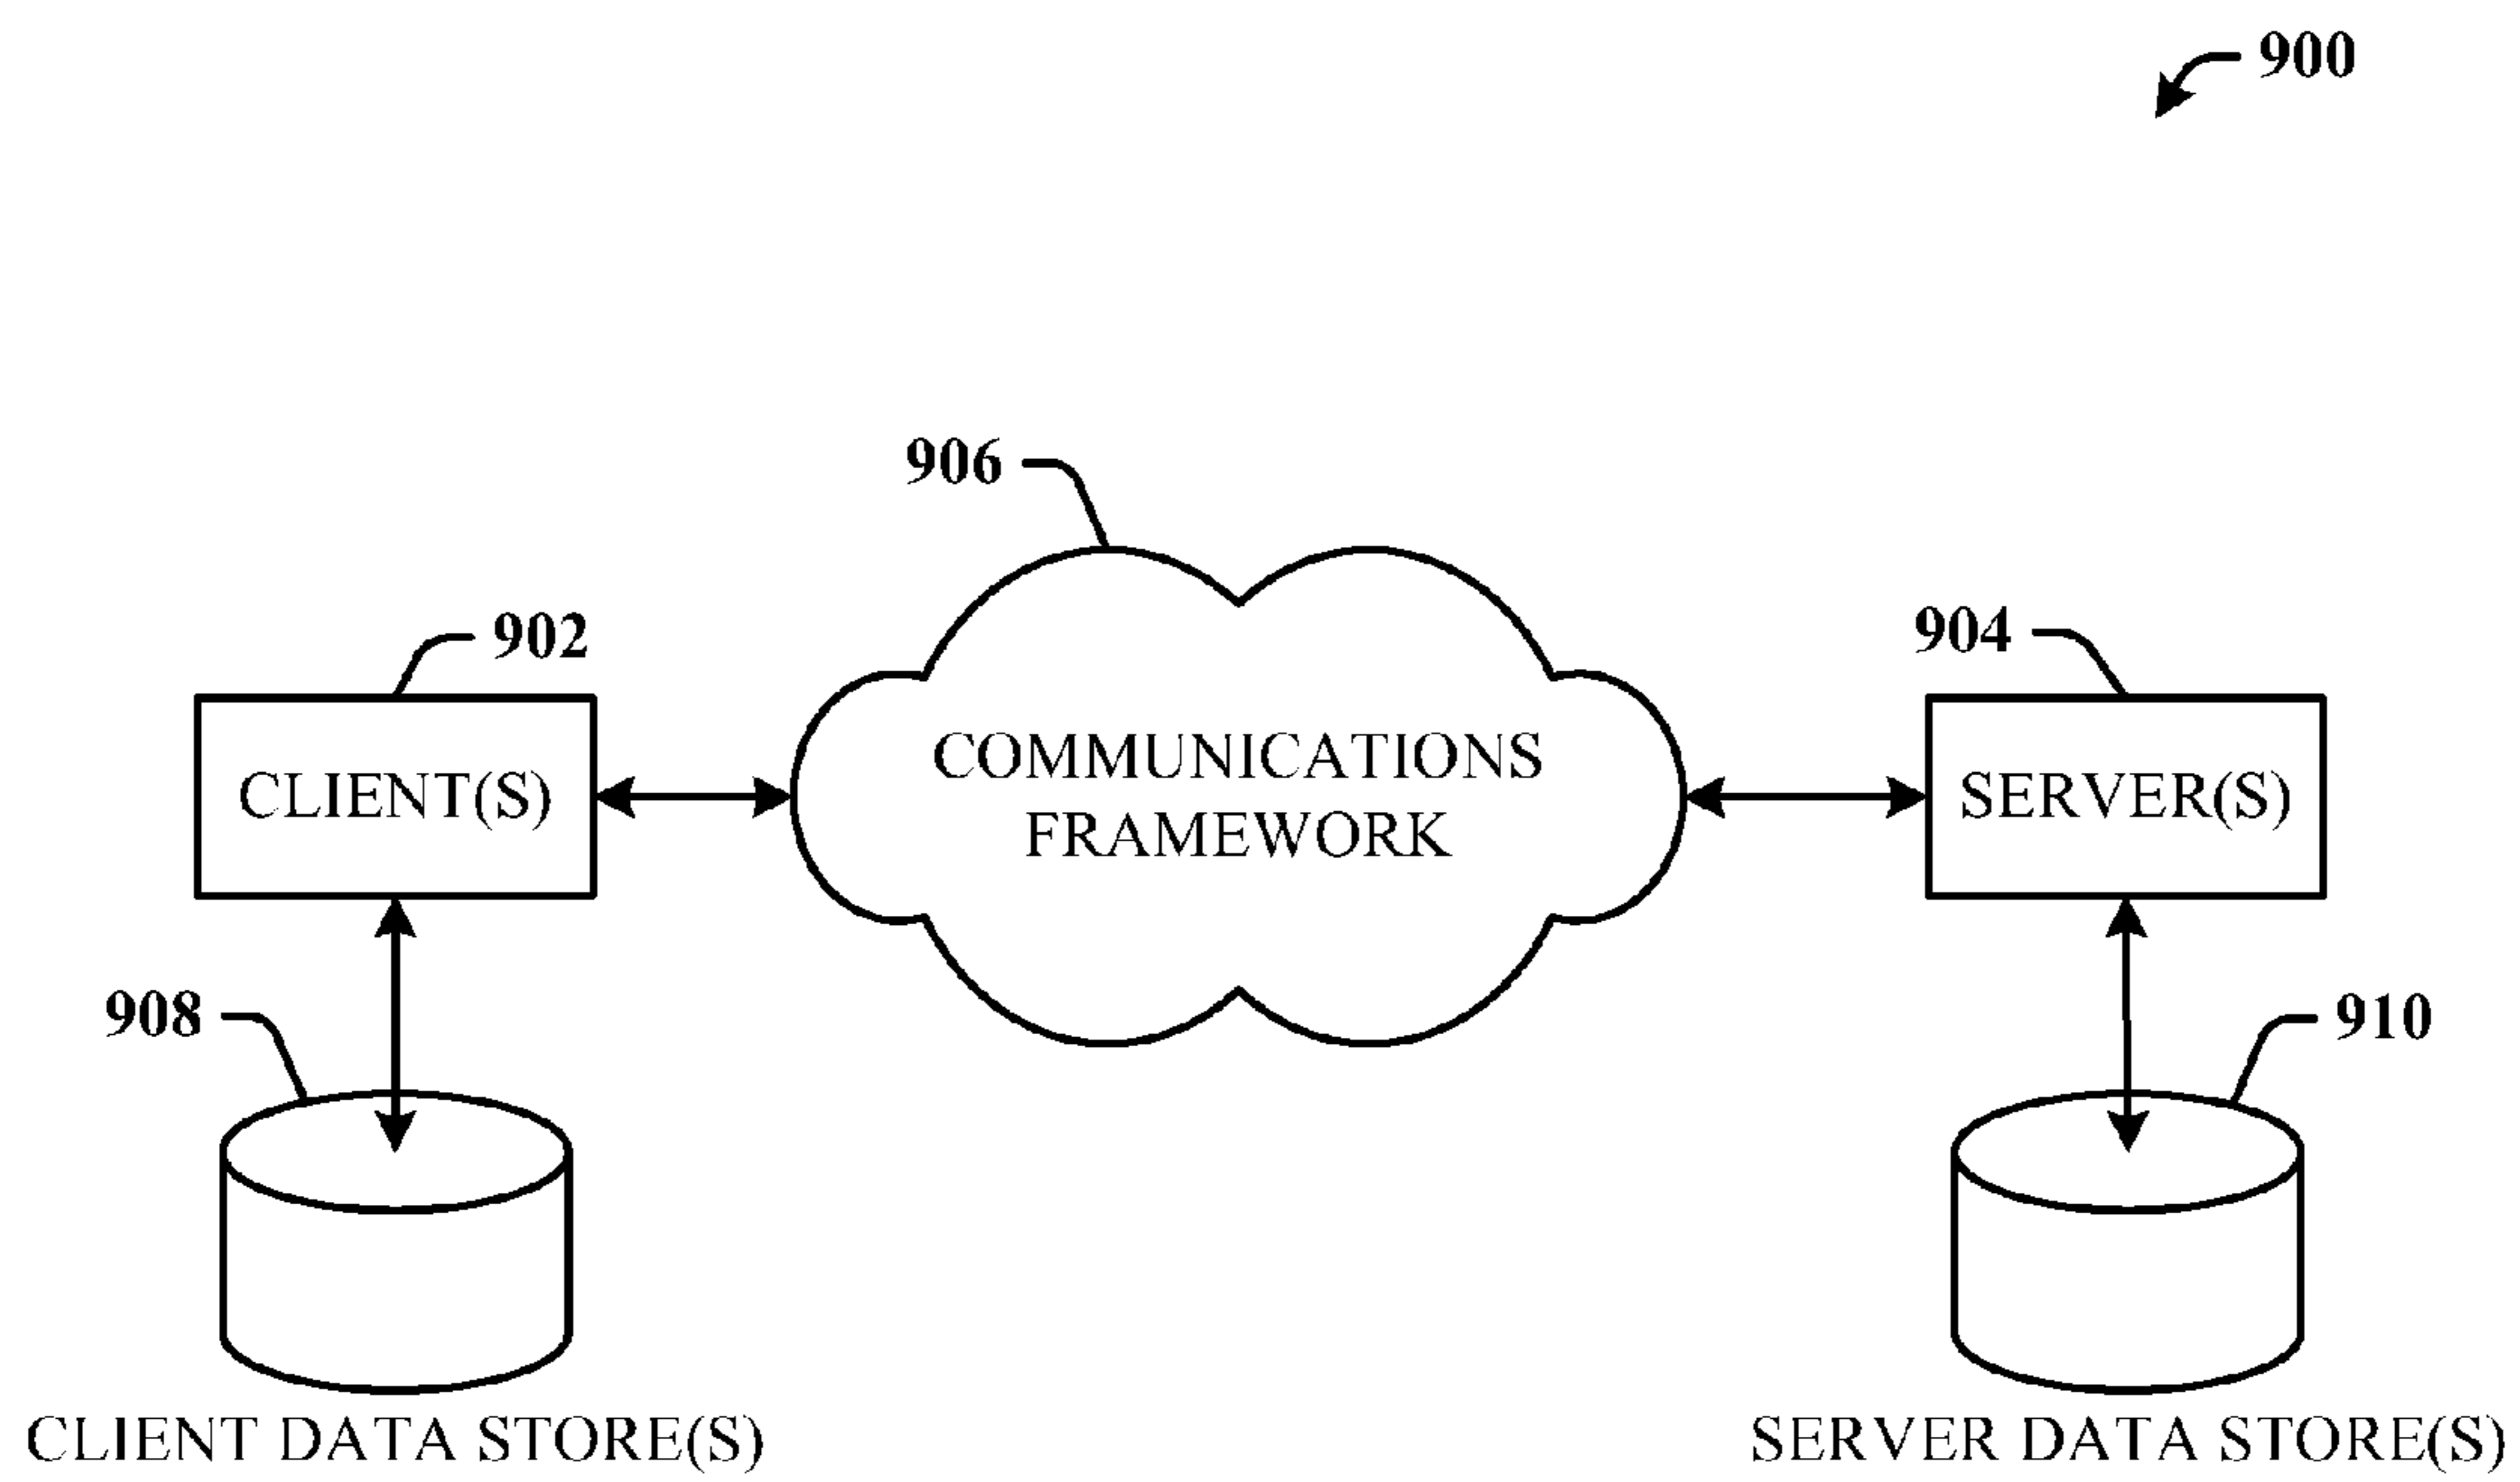 900
906
902
904
CLIENT(S)
COMMUNICATIONS
FRAMEWORK
SERVER(S)
908
910
CLIENT DATA STORE(S)
SERVER DATA STORE(S)